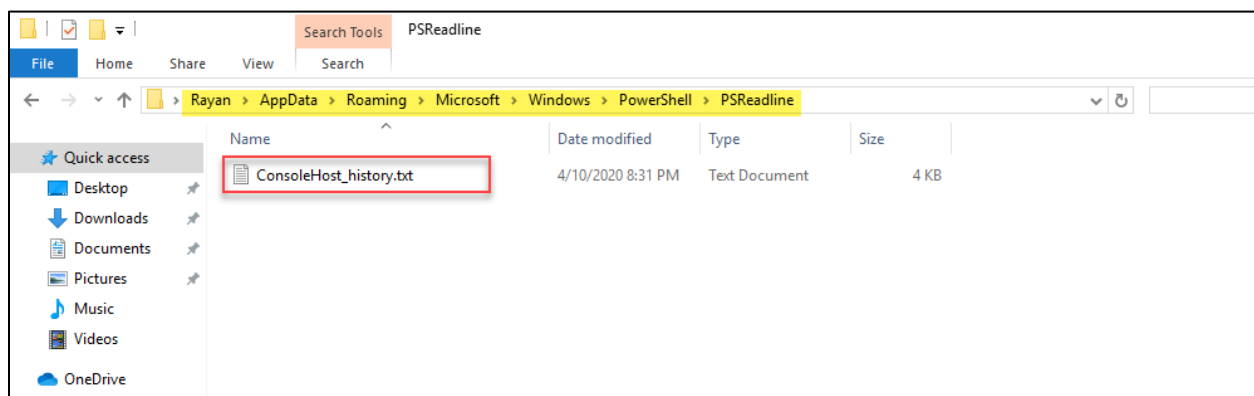 Search Tools PSReadline
File Home Share View Search
Rayan > AppData > Roaming > Microsoft > Windows > PowerShell > PSReadline
Name Date modified Type Size
Quick access
ConsoleHost_history.txt 4/10/2020 8:31 PM Text Document 4 KB
Desktop
Downloads
Documents
Pictures
Music
Videos
OneDrive